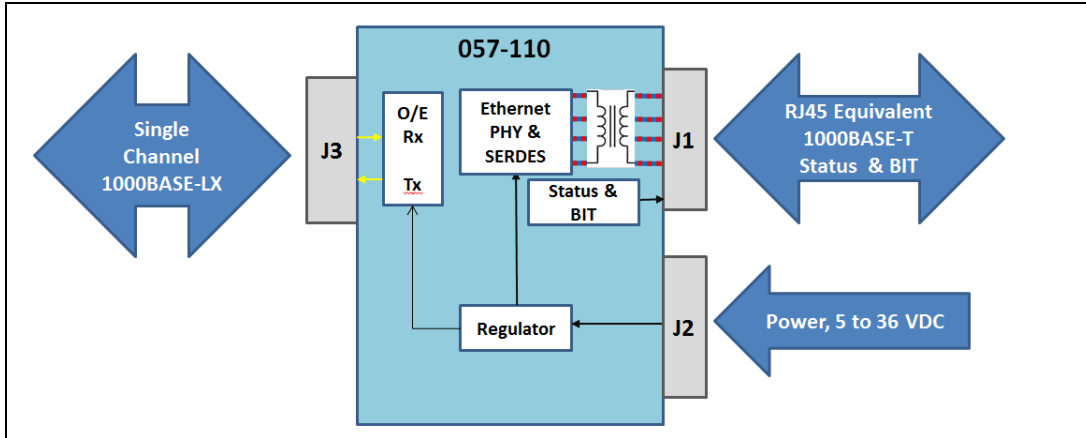 057-110
Single
Channel
1000BASE-LX
J3
O/E
Rx
Tx
Ethernet
PHY &
SERDES
Status &
BIT
J1
RJ45 Equivalent
1000BASE-T
Status & BIT
Regulator
J2
Power, 5 to 36 VDC